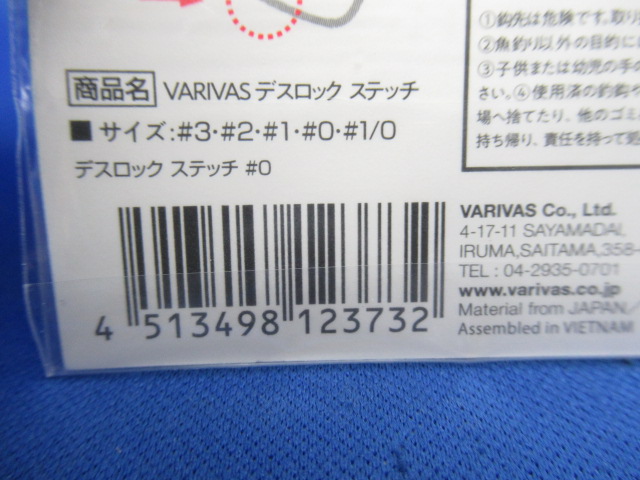 ①鈎先は危険です。取り
②魚釣り以外の目的に
③子供または幼児の手の
さい。④使用済の釣鈎や
場へ捨てたり、他のゴミ
持ち帰り、責任を持って処
商品名 VARIVAS デスロック ステッチ
■ サイズ:#3・#2・#1・#0・#1/0
デスロック ステッチ #0
4 513498 123732
VARIVAS Co., Ltd.
4-17-11 SAYAMADAI,
IRUMA,SAITAMA,358-
TEL : 04-2935-0701
www.varivas.co.jp
Material from JAPAN/
Assembled in VIETNAM